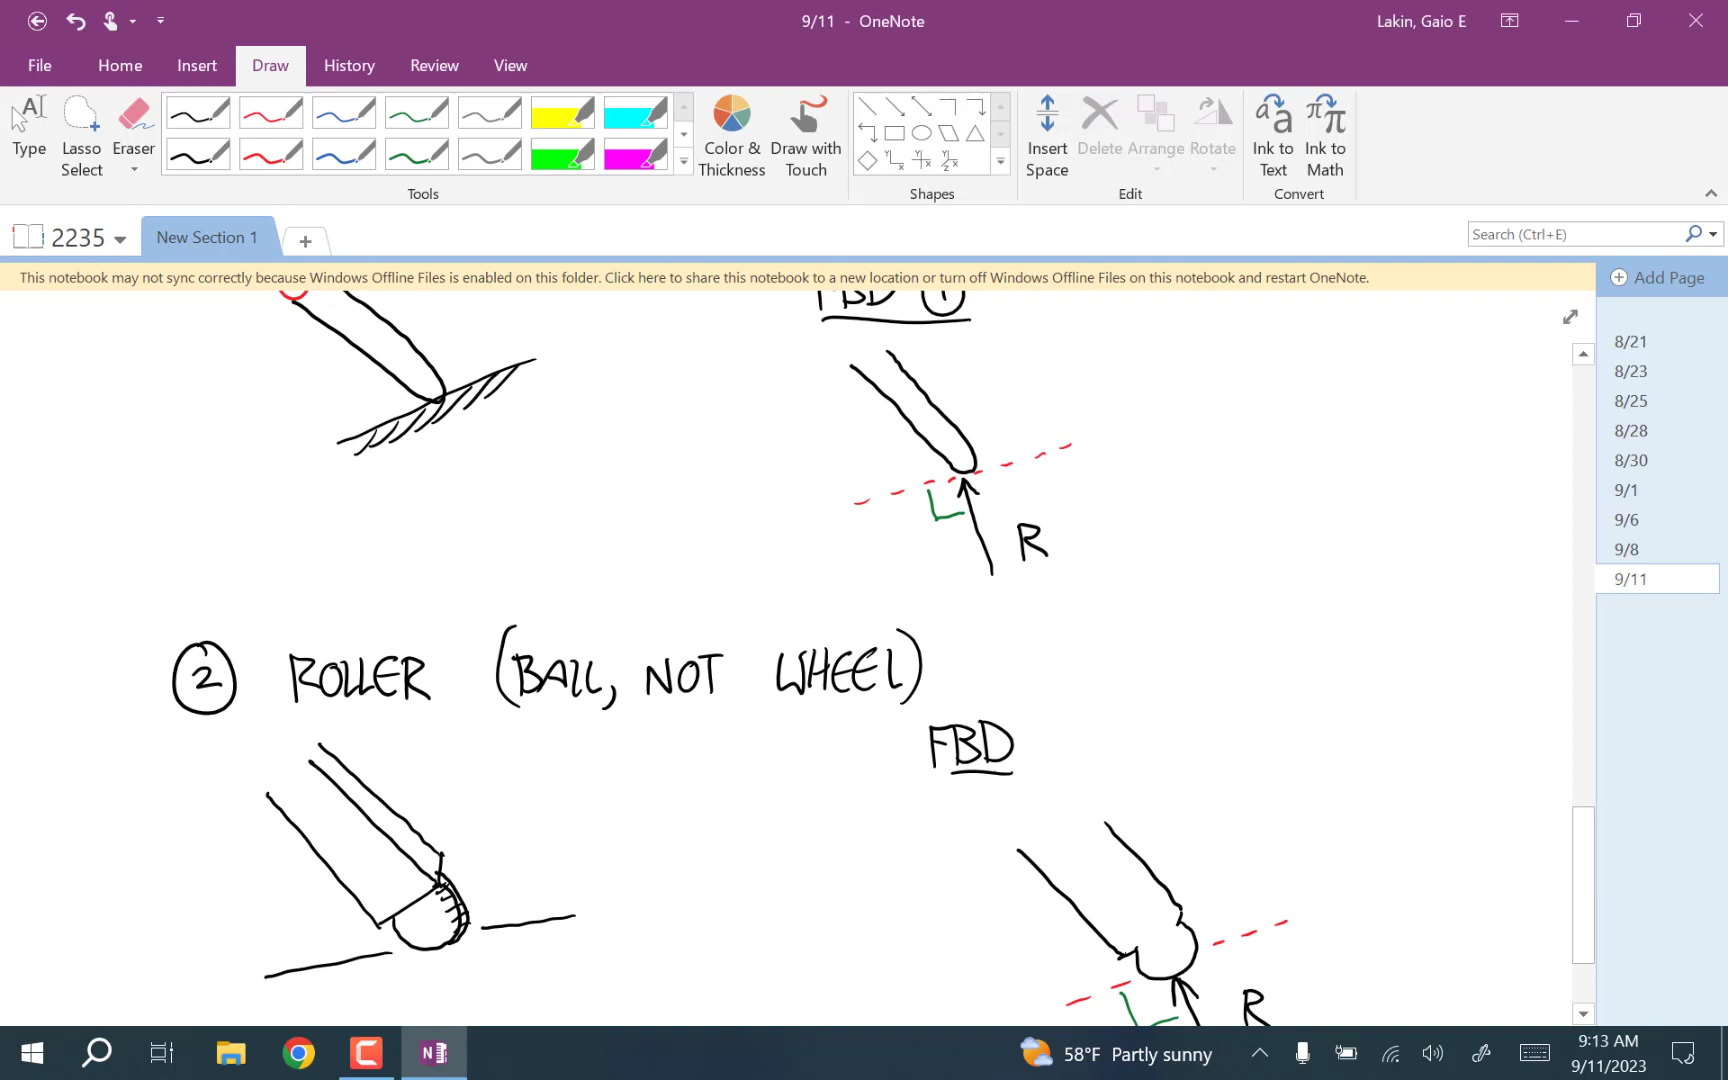 9/11 - OneNote
Lakin, Gaio E
File Home Insert Draw History Review View
Type
Lasso Select
Eraser
Color & Thickness
Draw with Touch
Insert Space
Delete
Arrange
Rotate
Ink to Text
Ink to Math
Tools
Shapes
Edit
Convert
2235
New Section 1
Search (Ctrl+E)
This notebook may not sync correctly because Windows Offline Files is enabled on this folder. Click here to share this notebook to a new location or turn off Windows Offline Files on this notebook and restart OneNote.
Add Page
8/21
8/23
8/25
8/28
8/30
9/1
9/6
9/8
9/11
FBD 1
R
2 ROLLER (BALL, NOT WHEEL)
FBD
R
58°F Partly sunny
9:13 AM
9/11/2023